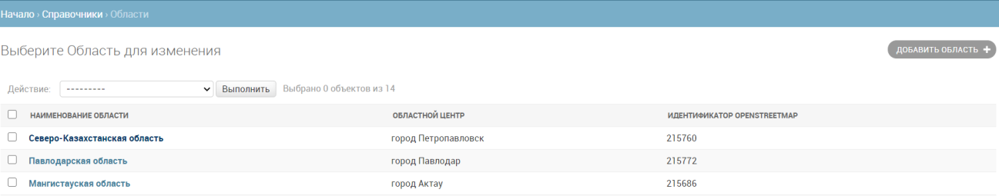 Начало › Справочники › Области
Выберите Область для изменения
ДОБАВИТЬ ОБЛАСТЬ +
Действие: --------- Выполнить Выбрано 0 объектов из 14
НАИМЕНОВАНИЕ ОБЛАСТИ ОБЛАСТНОЙ ЦЕНТР ИДЕНТИФИКАТОР OPENSTREETMAP
Северо-Казахстанская область город Петропавловск 215760
Павлодарская область город Павлодар 215772
Мангистауская область город Актау 215686